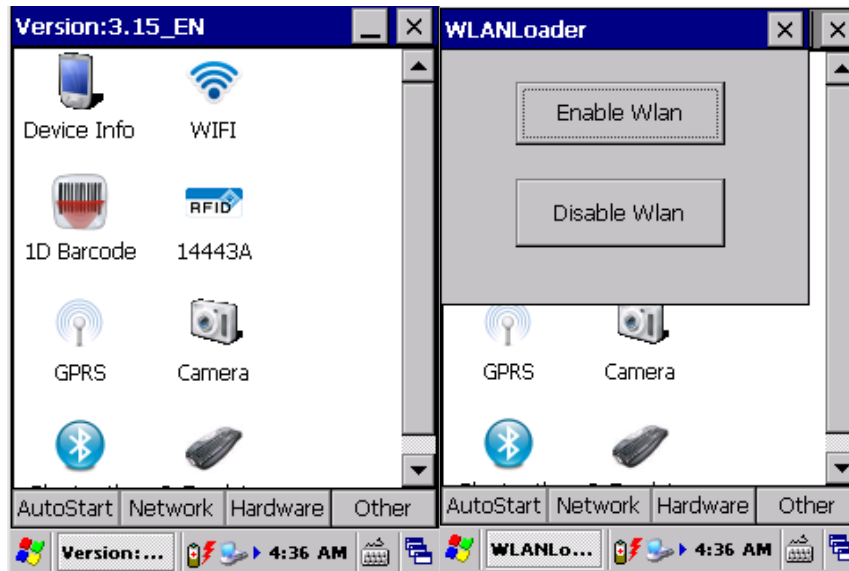 Version:3.15_EN
Device Info WIFI
1D Barcode RFID 14443A
GPRS Camera
AutoStart Network Hardware Other
Version:... 4:36 AM
WLANLoader
Enable Wlan
Disable Wlan
GPRS Camera
AutoStart Network Hardware Other
WLANLo... 4:36 AM